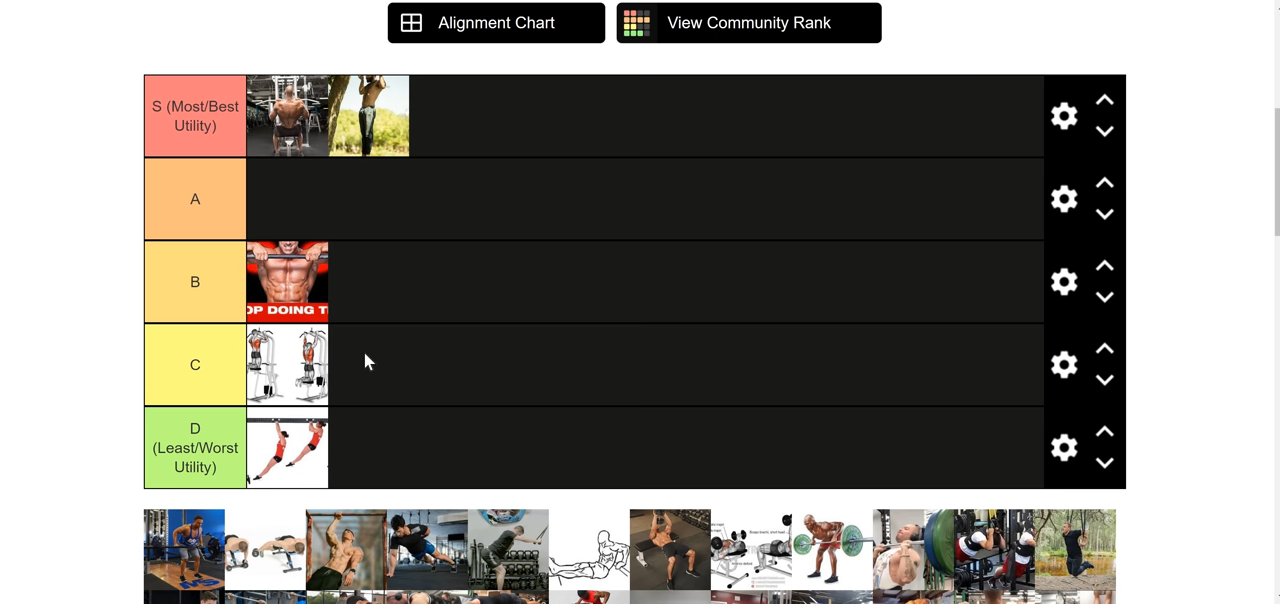 Alignment Chart
View Community Rank
S (Most/Best
Utility)
A
B
OP DOING T
C
D
(Least/Worst
Utility)